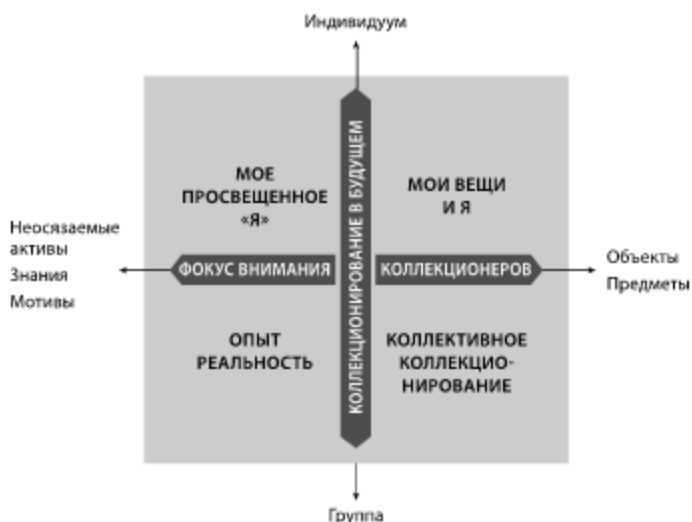 Индивидуум
КОЛЛЕКЦИОНИРОВАНИЕ В БУДУЩЕМ
МОЕ
ПРОСВЕЩЕННОЕ
«Я»
МОИ ВЕЩИ
И Я
Неосязаемые
активы
Знания
Мотивы
ФОКУС ВНИМАНИЯ
КОЛЛЕКЦИОНЕРОВ
Объекты
Предметы
ОПЫТ
РЕАЛЬНОСТЬ
КОЛЛЕКТИВНОЕ
КОЛЛЕКЦИО-
НИРОВАНИЕ
Группа